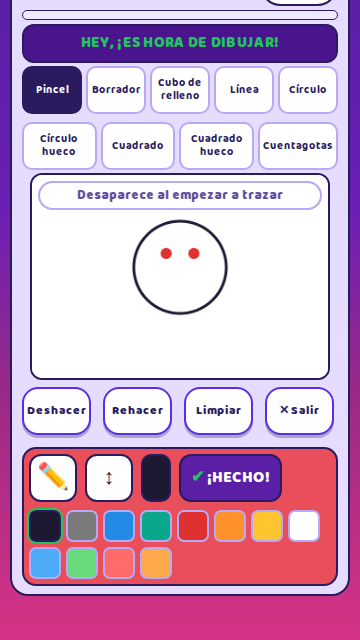 HEY, ¡ES HORA DE DIBUJAR!
Pincel
Borrador
Cubo de
relleno
Línea
Círculo
Círculo
hueco
Cuadrado
Cuadrado
hueco
Cuentagotas
Desaparece al empezar a trazar
Deshacer
Rehacer
Limpiar
✕ Salir
✔ ¡HECHO!